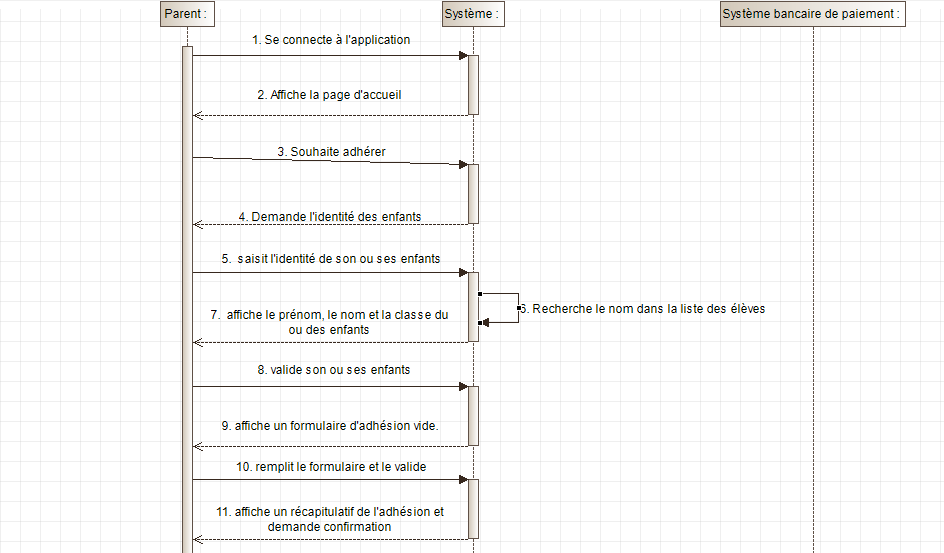 Parent :
Système :
Système bancaire de paiement :
1. Se connecte à l'application
2. Affiche la page d'accueil
3. Souhaite adhérer
4. Demande l'identité des enfants
5. saisit l'identité de son ou ses enfants
6. Recherche le nom dans la liste des élèves
7. affiche le prénom, le nom et la classe du
ou des enfants
8. valide son ou ses enfants
9. affiche un formulaire d'adhésion vide.
10. remplit le formulaire et le valide
11. affiche un récapitulatif de l'adhésion et
demande confirmation